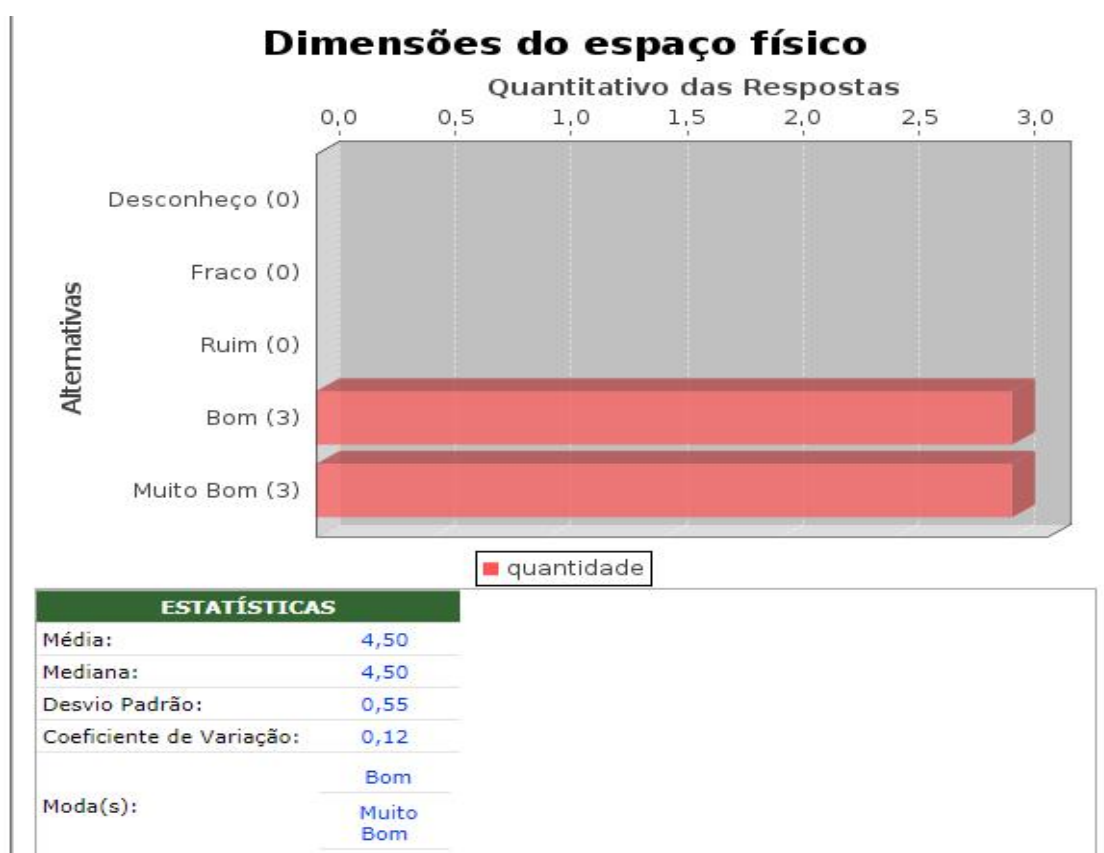 Dimensões do espaço físico
Quantitativo das Respostas
0,0 0,5 1,0 1,5 2,0 2,5 3,0
Alternativas
Desconheço (0)
Fraco (0)
Ruim (0)
Bom (3)
Muito Bom (3)
quantidade
ESTATÍSTICAS
Média: 4,50
Mediana: 4,50
Desvio Padrão: 0,55
Coeficiente de Variação: 0,12
Moda(s):
Bom
Muito
Bom